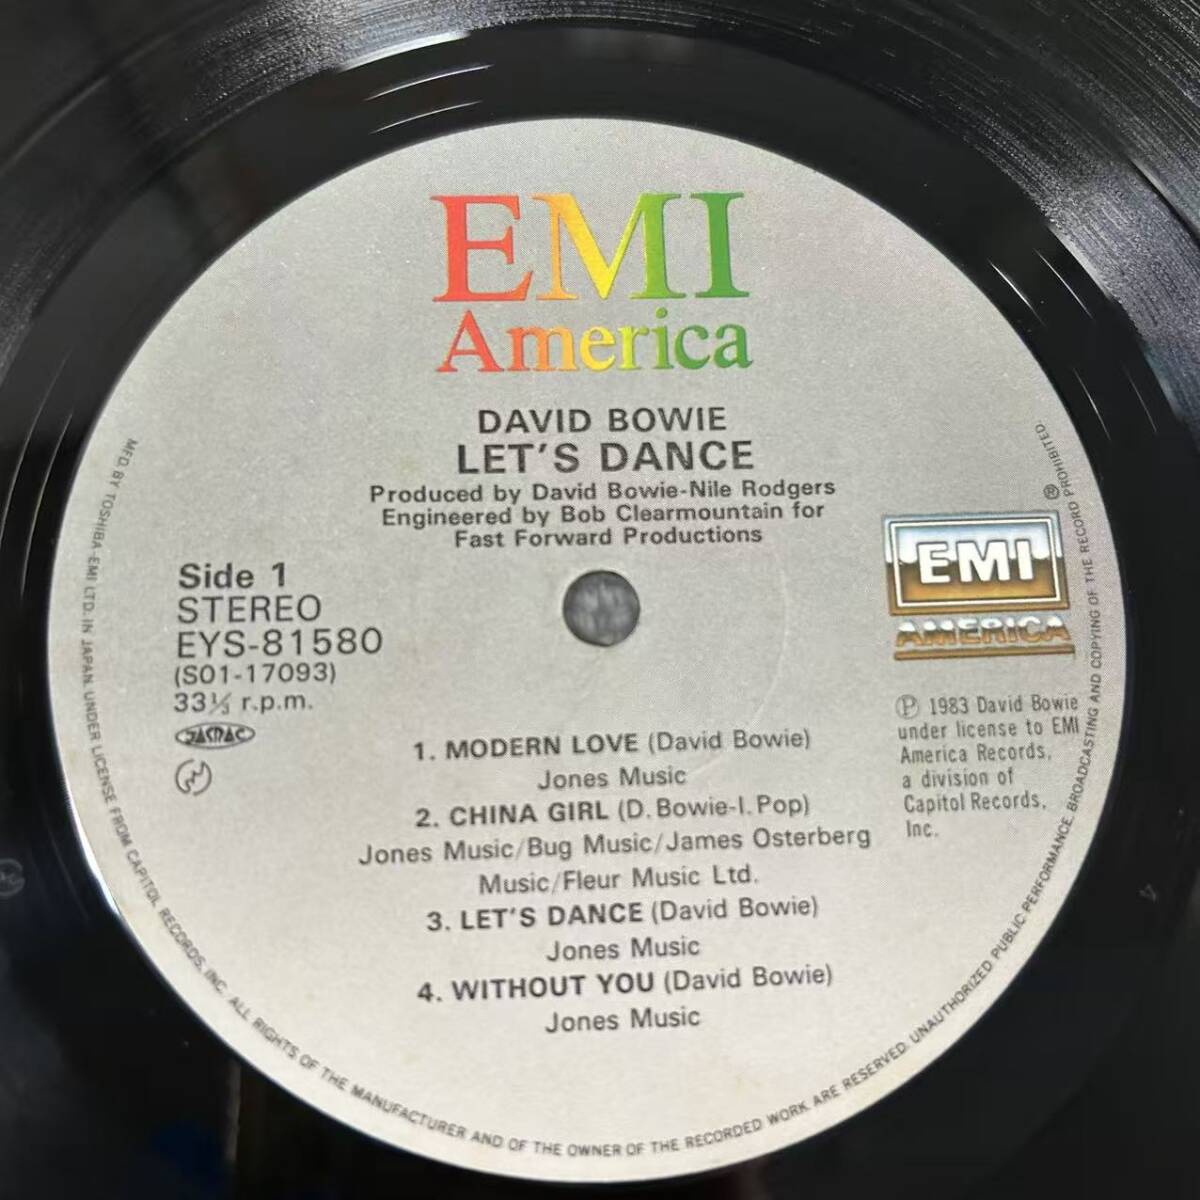 EMI
America
DAVID BOWIE
LET'S DANCE
Produced by David Bowie-Nile Rodgers
Engineered by Bob Clearmountain for
Fast Forward Productions
Side 1
STEREO
EYS-81580
(S01-17093)
33⅓ r.p.m.
JASRAC
EMI
AMERICA
Ⓟ 1983 David Bowie
under license to EMI
America Records,
a division of
Capitol Records,
Inc.
1. MODERN LOVE (David Bowie)
Jones Music
2. CHINA GIRL (D. Bowie-I. Pop)
Jones Music/Bug Music/James Osterberg
Music/Fleur Music Ltd.
3. LET'S DANCE (David Bowie)
Jones Music
4. WITHOUT YOU (David Bowie)
Jones Music
MFD. BY TOSHIBA-EMI LTD. IN JAPAN. UNDER LICENSE FROM CAPITOL RECORDS, INC. ALL RIGHTS OF THE MANUFACTURER AND OF THE OWNER OF THE RECORDED WORK ARE RESERVED. UNAUTHORIZED PUBLIC PERFORMANCE, BROADCASTING AND COPYING OF THE RECORD PROHIBITED.
®
4